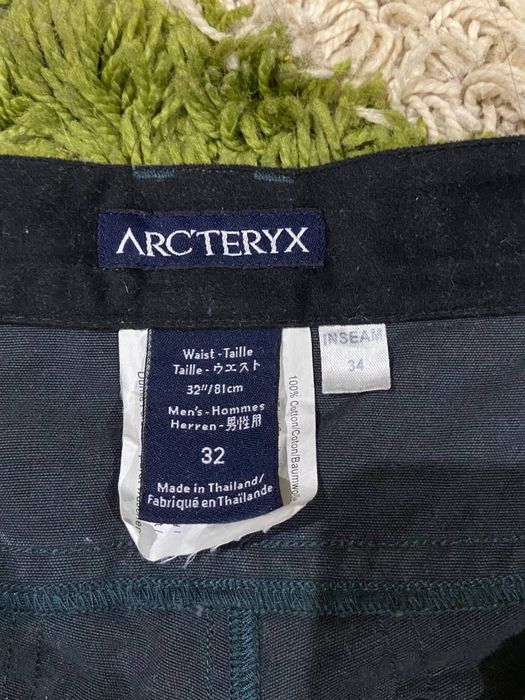 ARC'TERYX
Waist - Taille
Taille - ウエスト
32"/81cm
Men's - Hommes
Herren - 男性用
32
Made in Thailand/
Fabriqué en Thaïlande
INSEAM
34
100% Cotton/Coton/Baumwolle